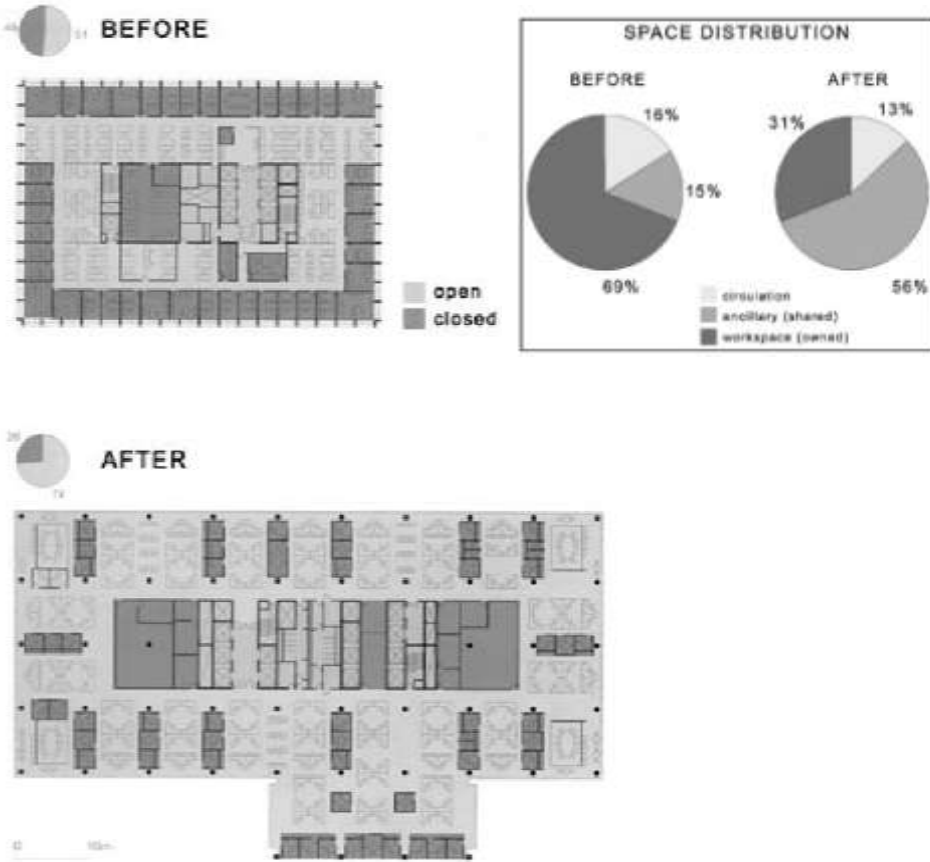 BEFORE
51
open
closed
SPACE DISTRIBUTION
BEFORE
AFTER
16%
15%
69%
31%
13%
56%
circulation
ancillary (shared)
workspace (owned)
AFTER